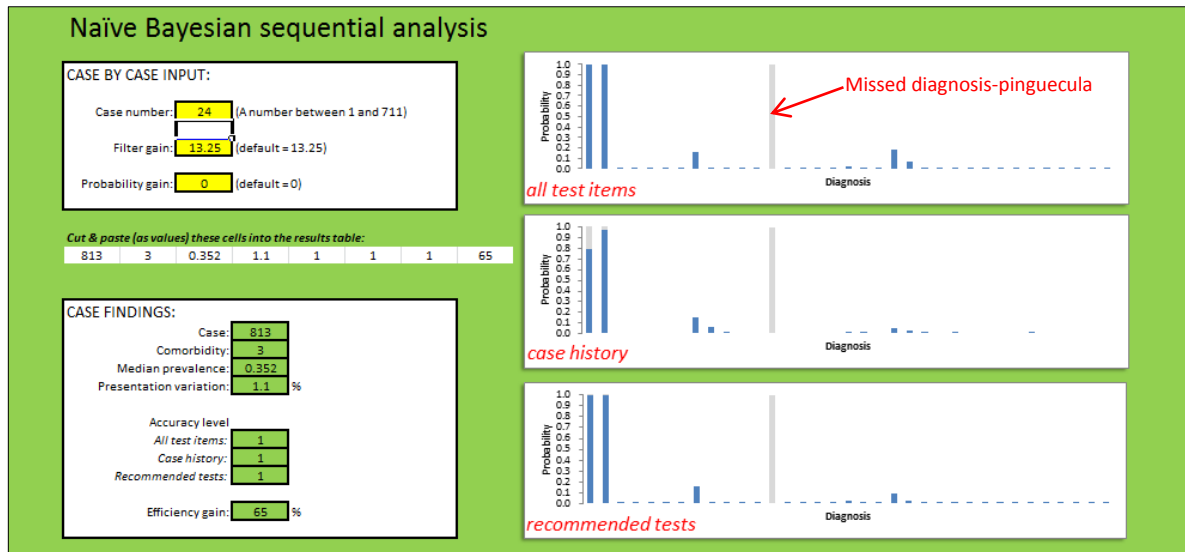 Naïve Bayesian sequential analysis
CASE BY CASE INPUT:
Case number: 24 (A number between 1 and 711)
Filter gain: 13.25 (default = 13.25)
Probability gain: 0 (default = 0)
Cut & paste (as values) these cells into the results table:
813 3 0.352 1.1 1 1 1 65
CASE FINDINGS:
Case: 813
Comorbidity: 3
Median prevalence: 0.352
Presentation variation: 1.1 %
Accuracy level
All test items: 1
Case history: 1
Recommended tests: 1
Efficiency gain: 65 %
Probability
1.0
0.9
0.8
0.7
0.6
0.5
0.4
0.3
0.2
0.1
0.0
Missed diagnosis-pinguecula
Diagnosis
all test items
Probability
1.0
0.9
0.8
0.7
0.6
0.5
0.4
0.3
0.2
0.1
0.0
Diagnosis
case history
Probability
1.0
0.9
0.8
0.7
0.6
0.5
0.4
0.3
0.2
0.1
0.0
Diagnosis
recommended tests